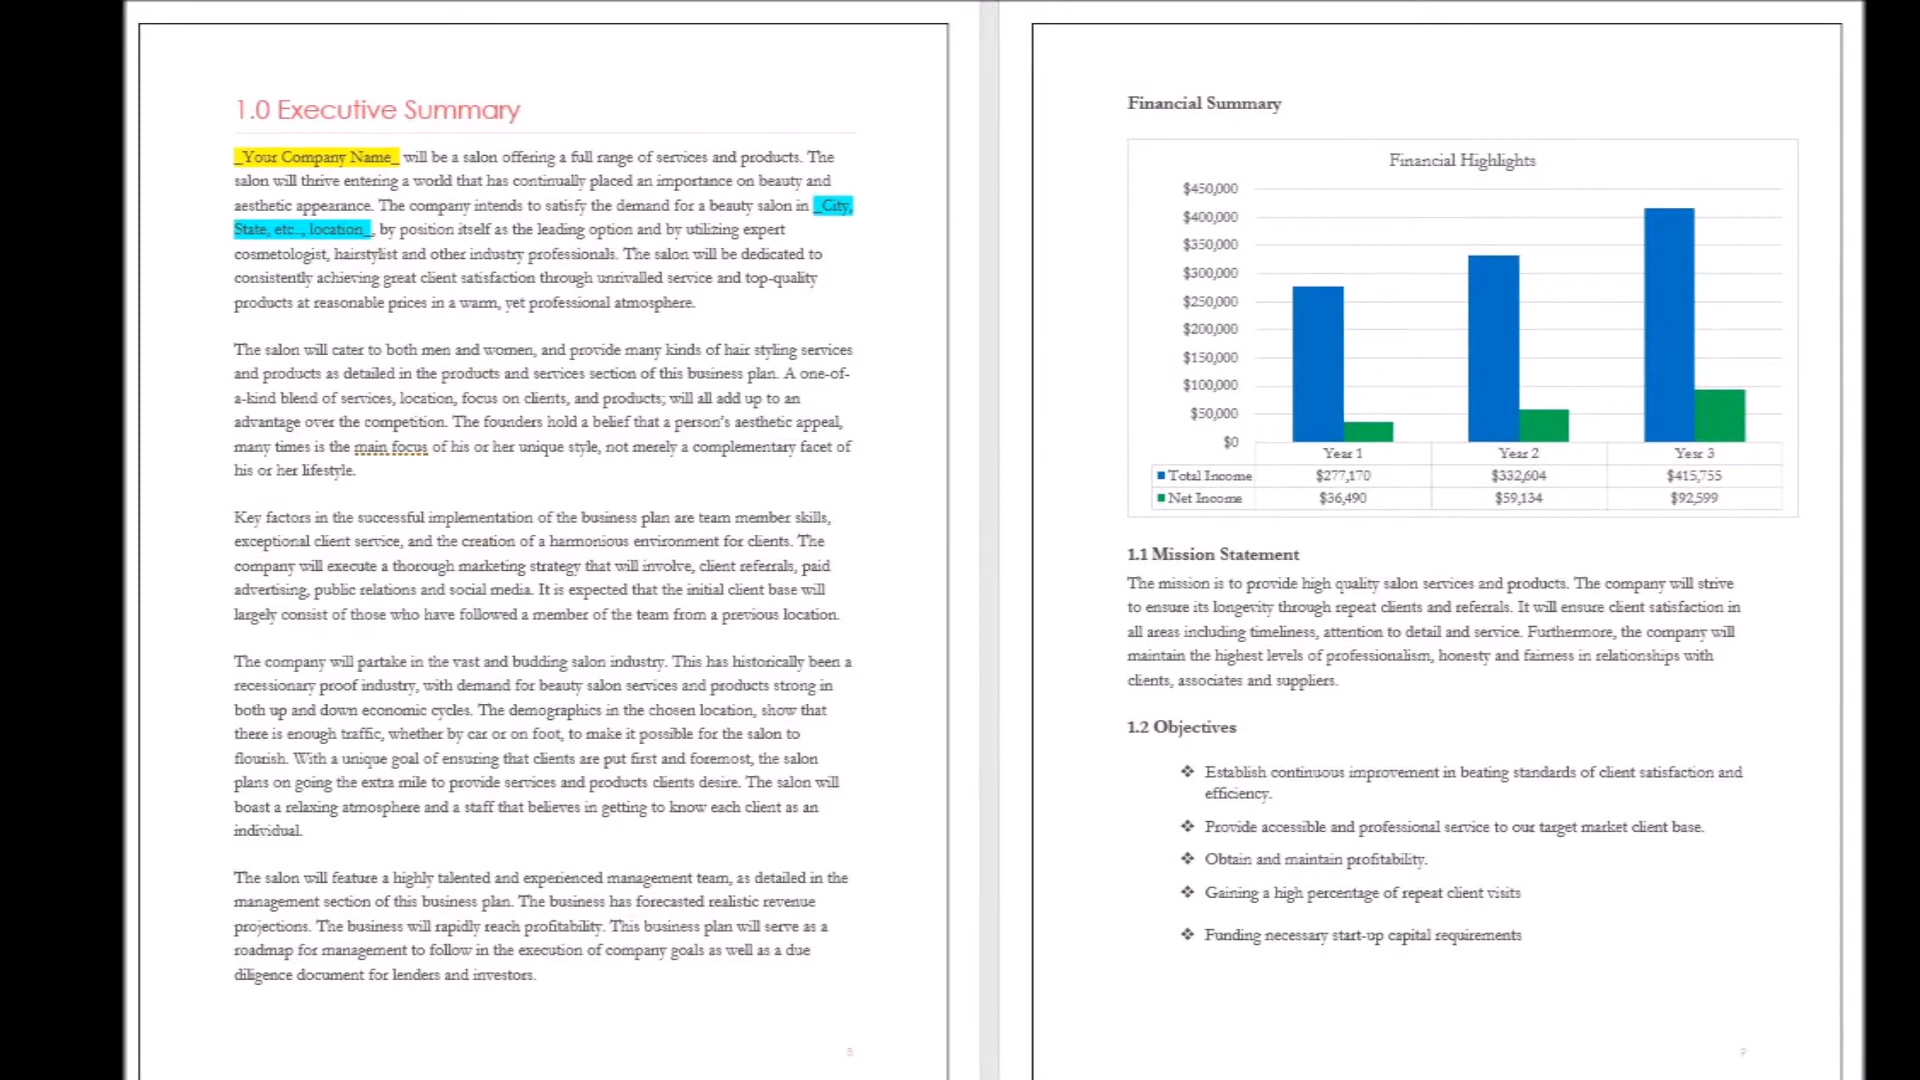 1.0 Executive Summary
_Your Company Name_ will be a salon offering a full range of services and products. The
salon will thrive entering a world that has continually placed an importance on beauty and
aesthetic appearance. The company intends to satisfy the demand for a beauty salon in _City,
State, etc.., location_, by position itself as the leading option and by utilizing expert
cosmetologist, hairstylist and other industry professionals. The salon will be dedicated to
consistently achieving great client satisfaction through unrivalled service and top-quality
products at reasonable prices in a warm, yet professional atmosphere.
The salon will cater to both men and women, and provide many kinds of hair styling services
and products as detailed in the products and services section of this business plan. A one-of-
a-kind blend of services, location, focus on clients, and products; will all add up to an
advantage over the competition. The founders hold a belief that a person's aesthetic appeal,
many times is the main focus of his or her unique style, not merely a complementary facet of
his or her lifestyle.
Key factors in the successful implementation of the business plan are team member skills,
exceptional client service, and the creation of a harmonious environment for clients. The
company will execute a thorough marketing strategy that will involve, client referrals, paid
advertising, public relations and social media. It is expected that the initial client base will
largely consist of those who have followed a member of the team from a previous location.
The company will partake in the vast and budding salon industry. This has historically been a
recessionary proof industry, with demand for beauty salon services and products strong in
both up and down economic cycles. The demographics in the chosen location, show that
there is enough traffic, whether by car or on foot, to make it possible for the salon to
flourish. With a unique goal of ensuring that clients are put first and foremost, the salon
plans on going the extra mile to provide services and products clients desire. The salon will
boast a relaxing atmosphere and a staff that believes in getting to know each client as an
individual.
The salon will feature a highly talented and experienced management team, as detailed in the
management section of this business plan. The business has forecasted realistic revenue
projections. The business will rapidly reach profitability. This business plan will serve as a
roadmap for management to follow in the execution of company goals as well as a due
diligence document for lenders and investors.
Financial Summary
Financial Highlights
$450,000
$400,000
$350,000
$300,000
$250,000
$200,000
$150,000
$100,000
$50,000
$0
Year 1 Year 2 Year 3
Total Income $277,170 $332,604 $415,755
Net Income $36,490 $59,134 $92,599
1.1 Mission Statement
The mission is to provide high quality salon services and products. The company will strive
to ensure its longevity through repeat clients and referrals. It will ensure client satisfaction in
all areas including timeliness, attention to detail and service. Furthermore, the company will
maintain the highest levels of professionalism, honesty and fairness in relationships with
clients, associates and suppliers.
1.2 Objectives
❖ Establish continuous improvement in beating standards of client satisfaction and
efficiency.
❖ Provide accessible and professional service to our target market client base.
❖ Obtain and maintain profitability.
❖ Gaining a high percentage of repeat client visits
❖ Funding necessary start-up capital requirements